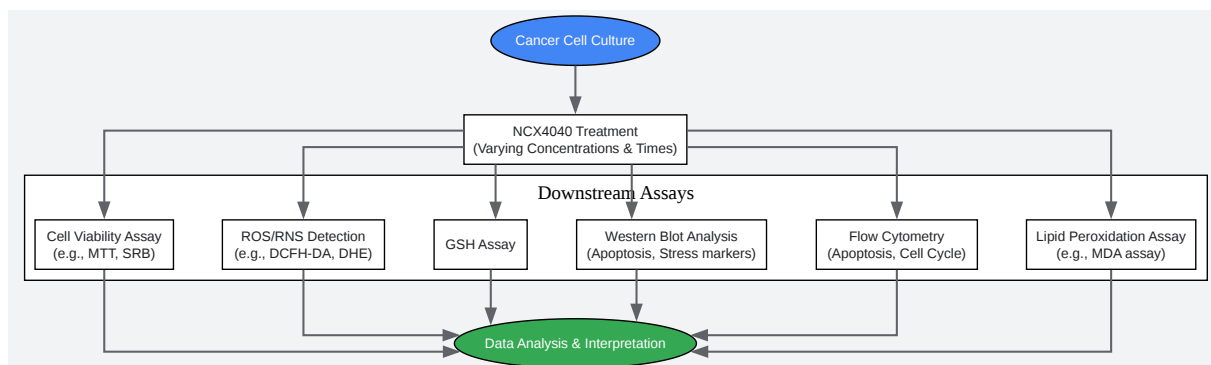 Cancer Cell Culture
NCX4040 Treatment
(Varying Concentrations & Times)
Downstream Assays
Cell Viability Assay
(e.g., MTT, SRB)
ROS/RNS Detection
(e.g., DCFH-DA, DHE)
GSH Assay
Western Blot Analysis
(Apoptosis, Stress markers)
Flow Cytometry
(Apoptosis, Cell Cycle)
Lipid Peroxidation Assay
(e.g., MDA assay)
Data Analysis & Interpretation